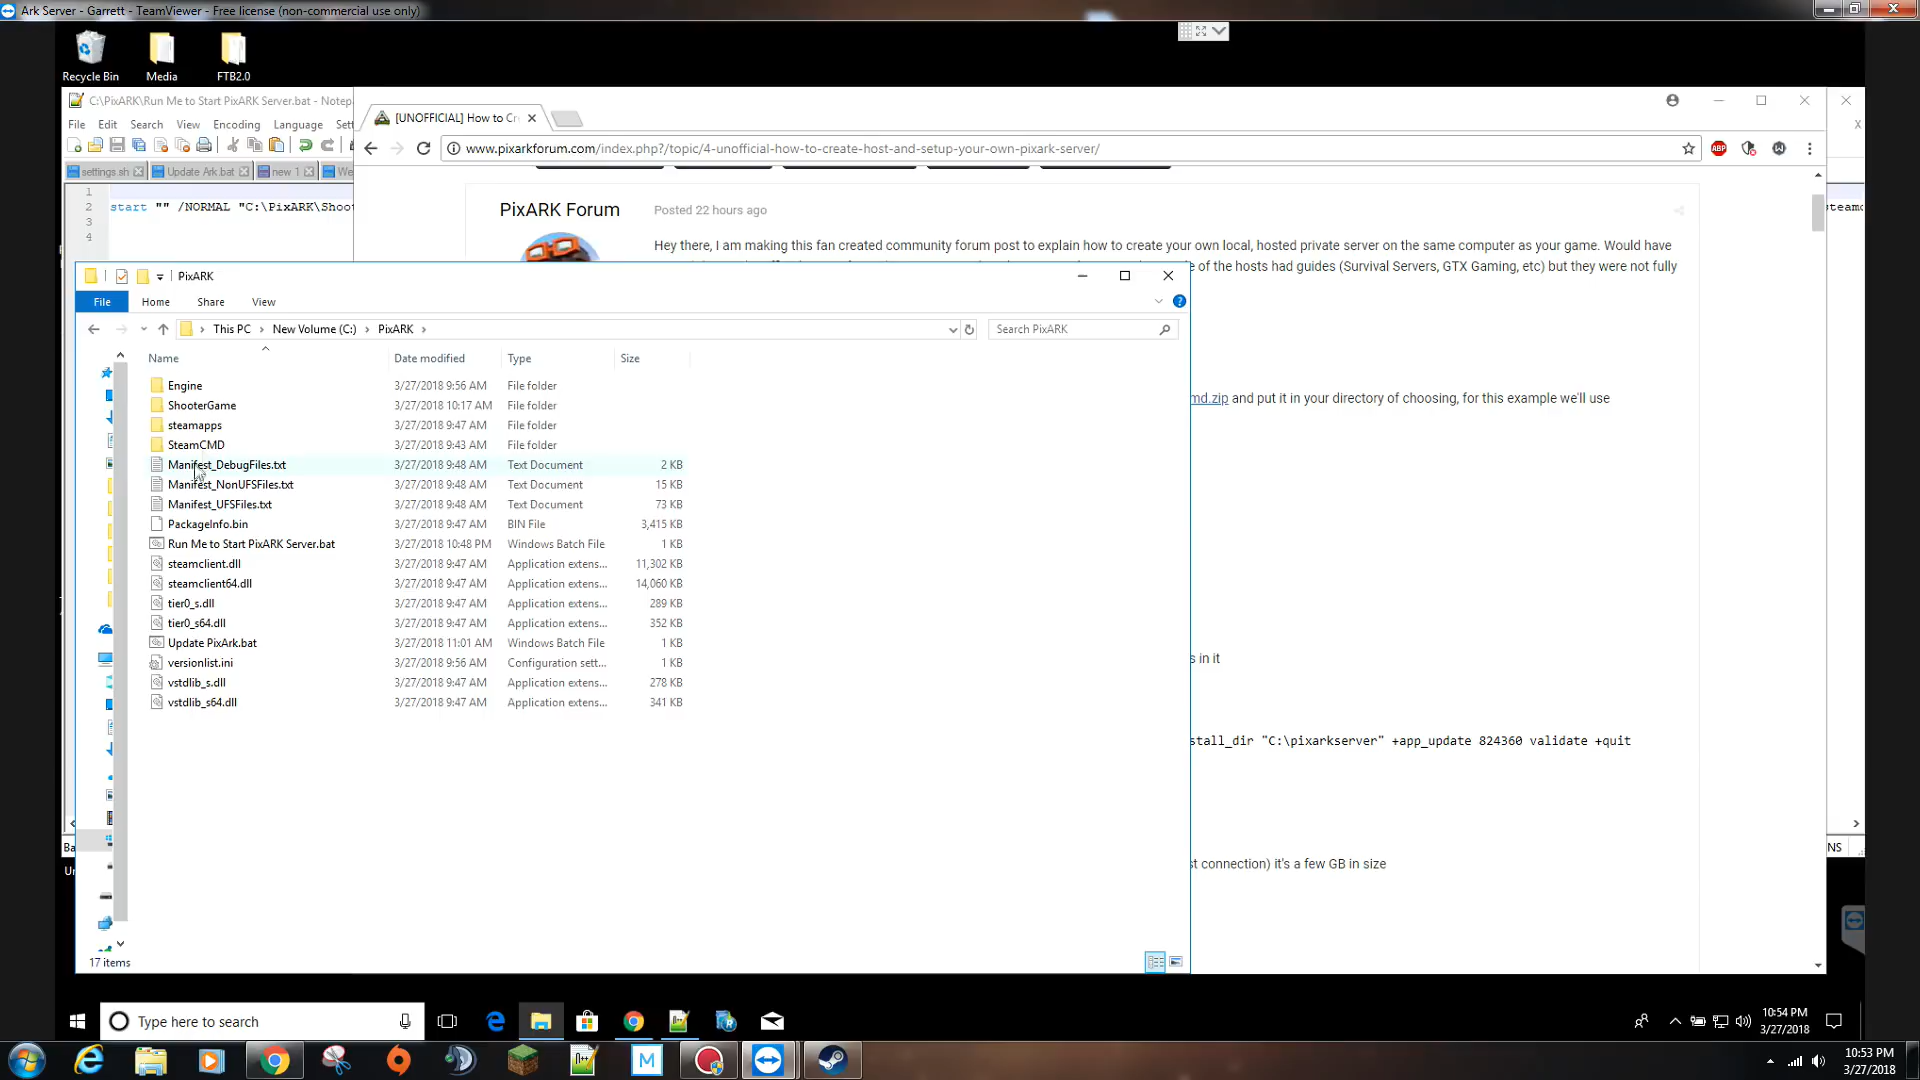 Ark Server - Garrett - TeamViewer - Free license (non-commercial use only)
Recycle Bin
Media
FTB2.0
C:\PixARK\Run Me to Start PixARK Server.bat - Notep
File Edit Search View Encoding Language Sett
settings.sh
Update Ark.bat
new 1
We
1
2 start "" /NORMAL "C:\PixARK\Shoot
3
4
[UNOFFICIAL] How to Cr
www.pixarkforum.com/index.php?/topic/4-unofficial-how-to-create-host-and-setup-your-own-pixark-server/
ABP
PixARK Forum
Posted 22 hours ago
Hey there, I am making this fan created community forum post to explain how to create your own local, hosted private server on the same computer as your game. Would have
of the hosts had guides (Survival Servers, GTX Gaming, etc) but they were not fully
md.zip and put it in your directory of choosing, for this example we'll use
s in it
stall_dir "C:\pixarkserver" +app_update 824360 validate +quit
st connection) it's a few GB in size
PixARK
File Home Share View
This PC New Volume (C:) PixARK
Search PixARK
Name Date modified Type Size
Engine 3/27/2018 9:56 AM File folder
ShooterGame 3/27/2018 10:17 AM File folder
steamapps 3/27/2018 9:47 AM File folder
SteamCMD 3/27/2018 9:43 AM File folder
Manifest_DebugFiles.txt 3/27/2018 9:48 AM Text Document 2 KB
Manifest_NonUFSFiles.txt 3/27/2018 9:48 AM Text Document 15 KB
Manifest_UFSFiles.txt 3/27/2018 9:48 AM Text Document 73 KB
PackageInfo.bin 3/27/2018 9:47 AM BIN File 3,415 KB
Run Me to Start PixARK Server.bat 3/27/2018 10:48 PM Windows Batch File 1 KB
steamclient.dll 3/27/2018 9:47 AM Application extens... 11,302 KB
steamclient64.dll 3/27/2018 9:47 AM Application extens... 14,060 KB
tier0_s.dll 3/27/2018 9:47 AM Application extens... 289 KB
tier0_s64.dll 3/27/2018 9:47 AM Application extens... 352 KB
Update PixArk.bat 3/27/2018 11:01 AM Windows Batch File 1 KB
versionlist.ini 3/27/2018 9:56 AM Configuration sett... 1 KB
vstdlib_s.dll 3/27/2018 9:47 AM Application extens... 278 KB
vstdlib_s64.dll 3/27/2018 9:47 AM Application extens... 341 KB
17 items
Ba
NS
Type here to search
10:54 PM
3/27/2018
10:53 PM
3/27/2018